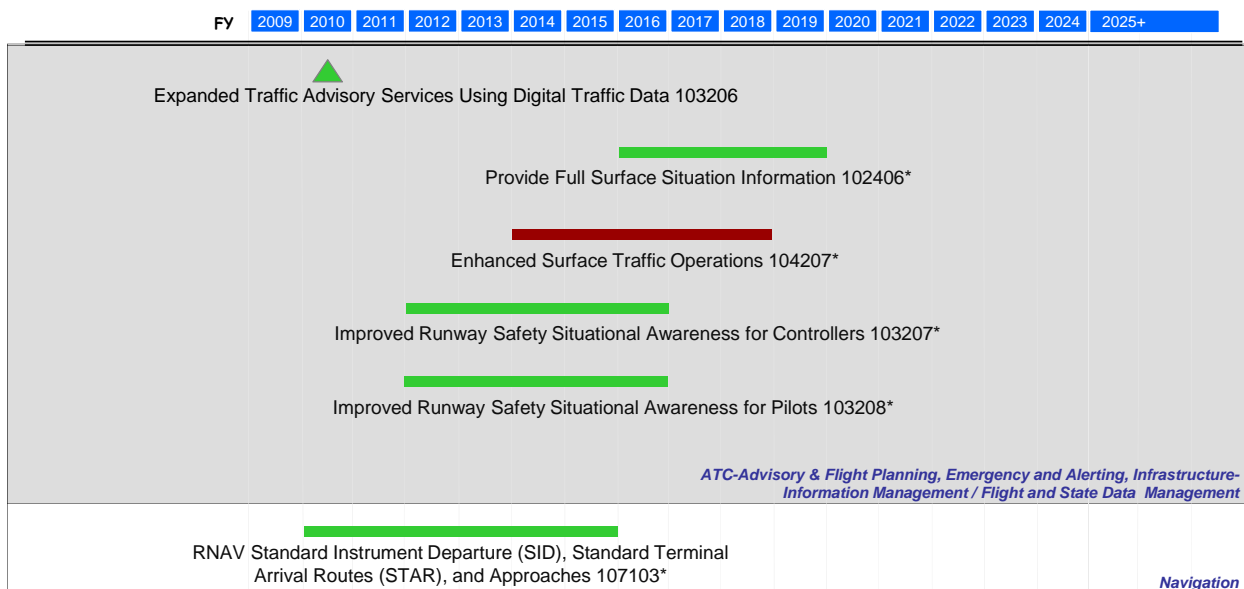 FY 2009 2010 2011 2012 2013 2014 2015 2016 2017 2018 2019 2020 2021 2022 2023 2024 2025+
Expanded Traffic Advisory Services Using Digital Traffic Data 103206
Provide Full Surface Situation Information 102406*
Enhanced Surface Traffic Operations 104207*
Improved Runway Safety Situational Awareness for Controllers 103207*
Improved Runway Safety Situational Awareness for Pilots 103208*
ATC-Advisory & Flight Planning, Emergency and Alerting, Infrastructure-
Information Management / Flight and State Data Management
RNAV Standard Instrument Departure (SID), Standard Terminal
Arrival Routes (STAR), and Approaches 107103*
Navigation